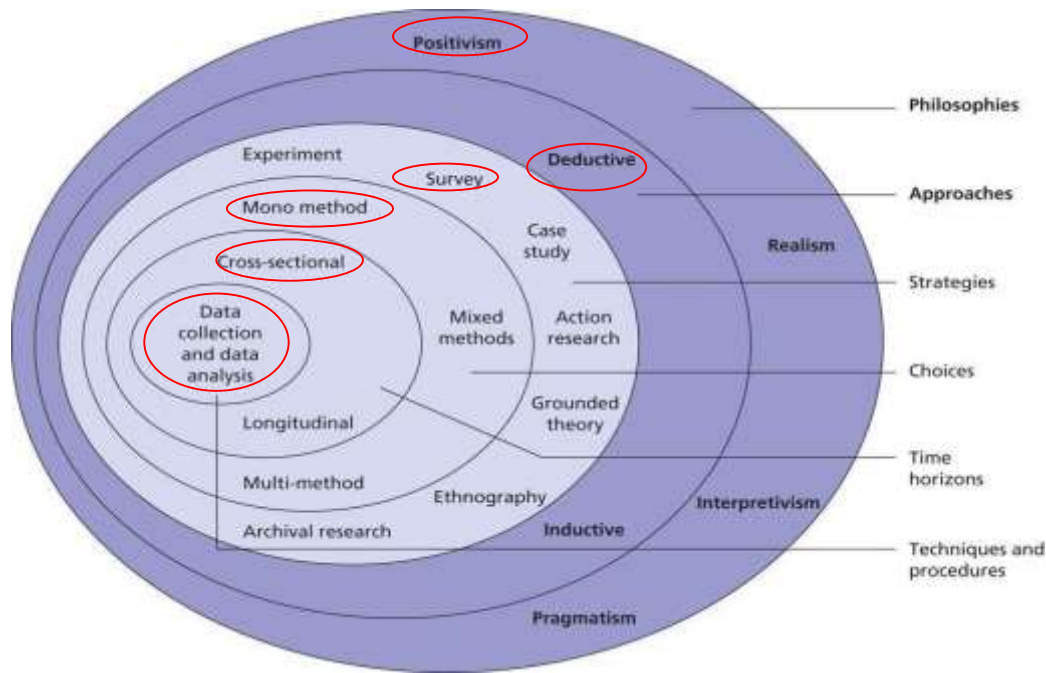 Positivism
Philosophies
Experiment
Deductive
Survey
Approaches
Mono method
Case
study
Realism
Cross-sectional
Strategies
Data
collection
and data
analysis
Mixed
methods
Action
research
Choices
Grounded
theory
Longitudinal
Time
horizons
Multi-method
Ethnography
Interpretivism
Archival research
Inductive
Techniques and
procedures
Pragmatism